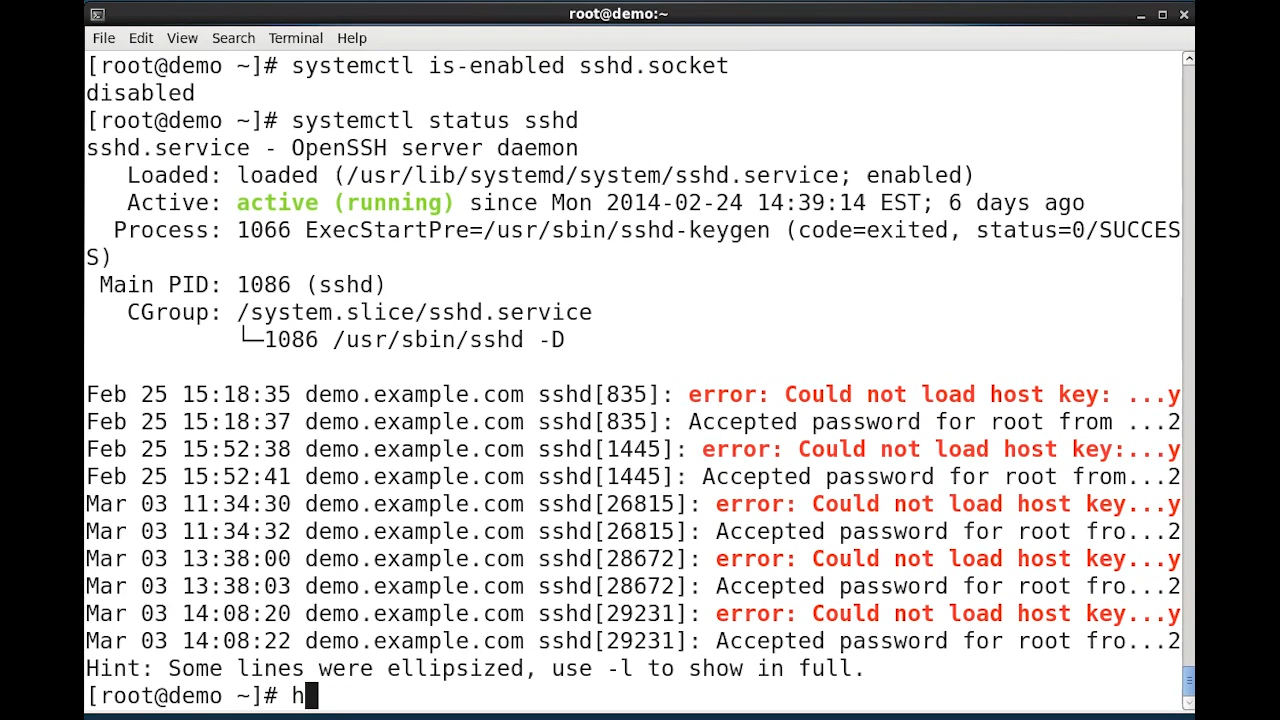 root@demo:~
File Edit View Search Terminal Help
[root@demo ~]# systemctl is-enabled sshd.socket
disabled
[root@demo ~]# systemctl status sshd
sshd.service - OpenSSH server daemon
   Loaded: loaded (/usr/lib/systemd/system/sshd.service; enabled)
   Active: active (running) since Mon 2014-02-24 14:39:14 EST; 6 days ago
  Process: 1066 ExecStartPre=/usr/sbin/sshd-keygen (code=exited, status=0/SUCCES
S)
 Main PID: 1086 (sshd)
   CGroup: /system.slice/sshd.service
           └─1086 /usr/sbin/sshd -D
Feb 25 15:18:35 demo.example.com sshd[835]: error: Could not load host key: ...y
Feb 25 15:18:37 demo.example.com sshd[835]: Accepted password for root from ...2
Feb 25 15:52:38 demo.example.com sshd[1445]: error: Could not load host key:...y
Feb 25 15:52:41 demo.example.com sshd[1445]: Accepted password for root from...2
Mar 03 11:34:30 demo.example.com sshd[26815]: error: Could not load host key...y
Mar 03 11:34:32 demo.example.com sshd[26815]: Accepted password for root fro...2
Mar 03 13:38:00 demo.example.com sshd[28672]: error: Could not load host key...y
Mar 03 13:38:03 demo.example.com sshd[28672]: Accepted password for root fro...2
Mar 03 14:08:20 demo.example.com sshd[29231]: error: Could not load host key...y
Mar 03 14:08:22 demo.example.com sshd[29231]: Accepted password for root fro...2
Hint: Some lines were ellipsized, use -l to show in full.
[root@demo ~]# h